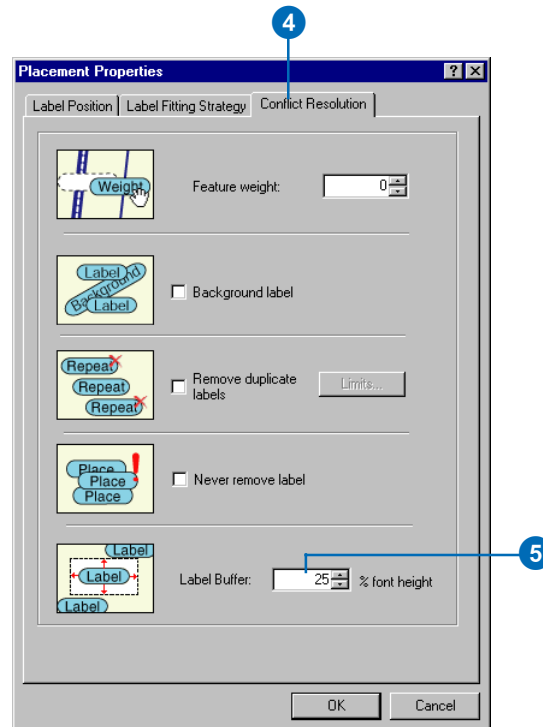 4
Placement Properties
Label Position Label Fitting Strategy Conflict Resolution
Weight
Feature weight: 0
Label
Background
Label
Background label
Repeat
Repeat
Repeat
Remove duplicate
labels
Limits...
Place
Place
Place
Never remove label
Label
Label
Label
Label Buffer: 25 % font height
5
OK Cancel